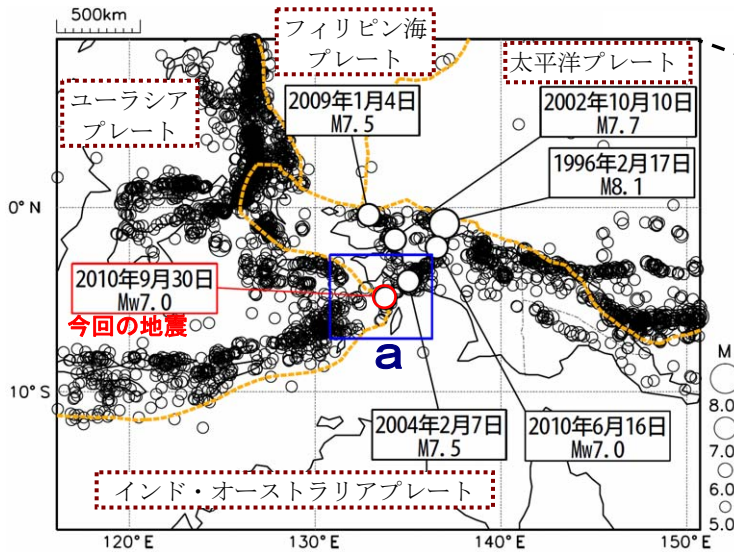 500km
フィリピン海
プレート
太平洋プレート
ユーラシア
プレート
2009年1月4日
M7.5
2002年10月10日
M7.7
1996年2月17日
M8.1
0°N
2010年9月30日
Mw7.0
今回の地震
a
10°S
2004年2月7日
M7.5
2010年6月16日
Mw7.0
インド・オーストラリアプレート
M
8.0
7.0
6.0
5.0
120°E
130°E
140°E
150°E